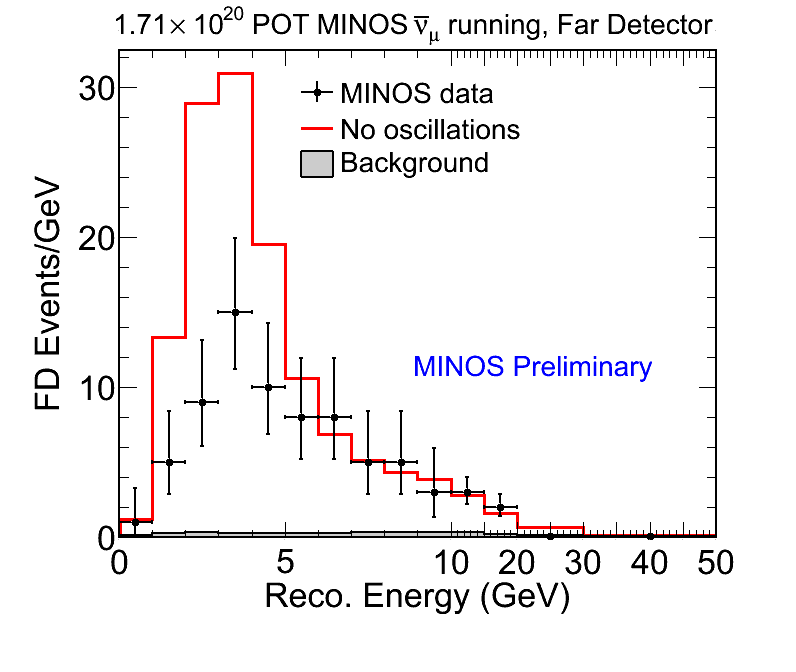 1.71× 10²⁰ POT MINOS ν̅μ running, Far Detector
MINOS data
No oscillations
Background
MINOS Preliminary
FD Events/GeV
30
20
10
0
0 5 10 20 30 40 50
Reco. Energy (GeV)